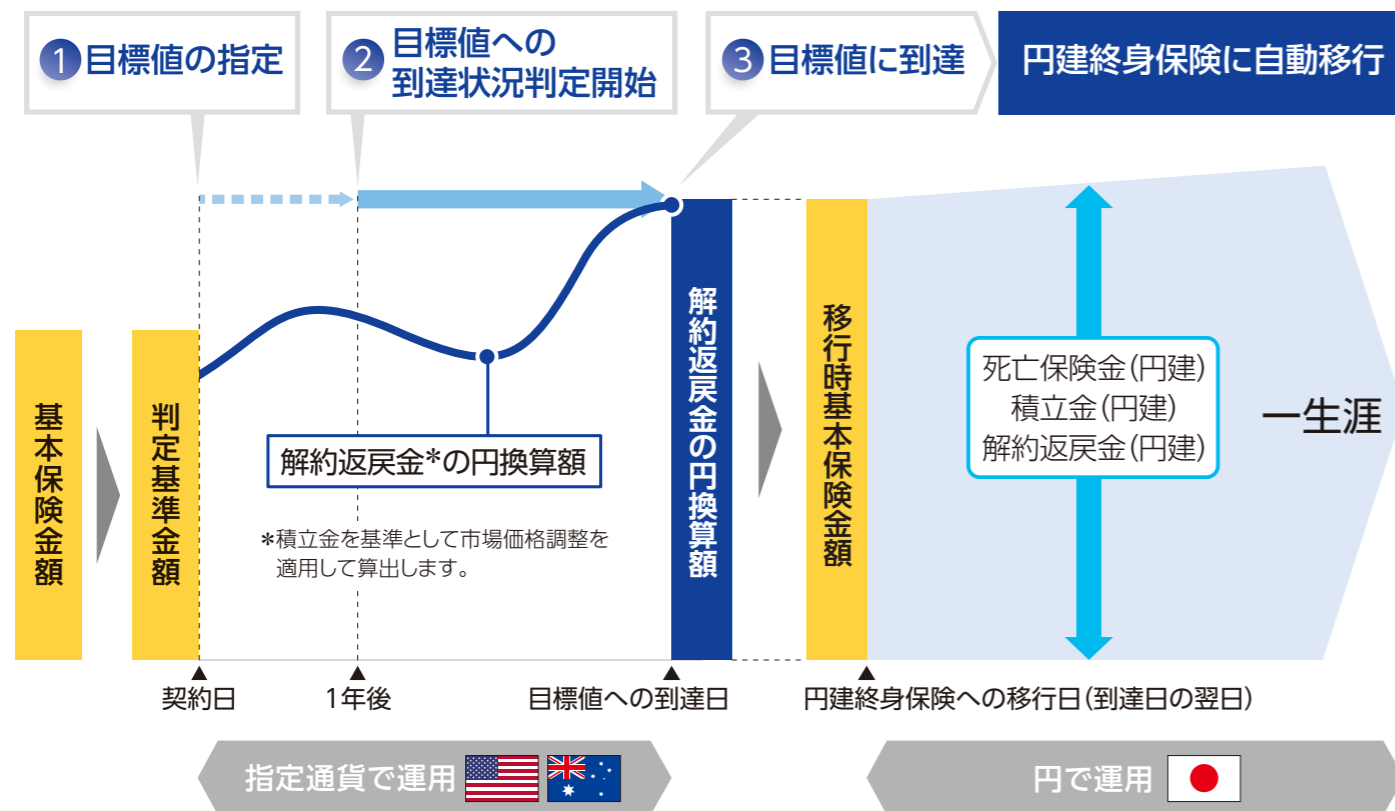 1 目標値の指定
2 目標値への
到達状況判定開始
3 目標値に到達
円建終身保険に自動移行
基本保険金額
判定基準金額
解約返戻金*の円換算額
*積立金を基準として市場価格調整を
適用して算出します。
解約返戻金の円換算額
移行時基本保険金額
死亡保険金(円建)
積立金(円建)
解約返戻金(円建)
一生涯
契約日
1年後
目標値への到達日
円建終身保険への移行日(到達日の翌日)
指定通貨で運用
円で運用